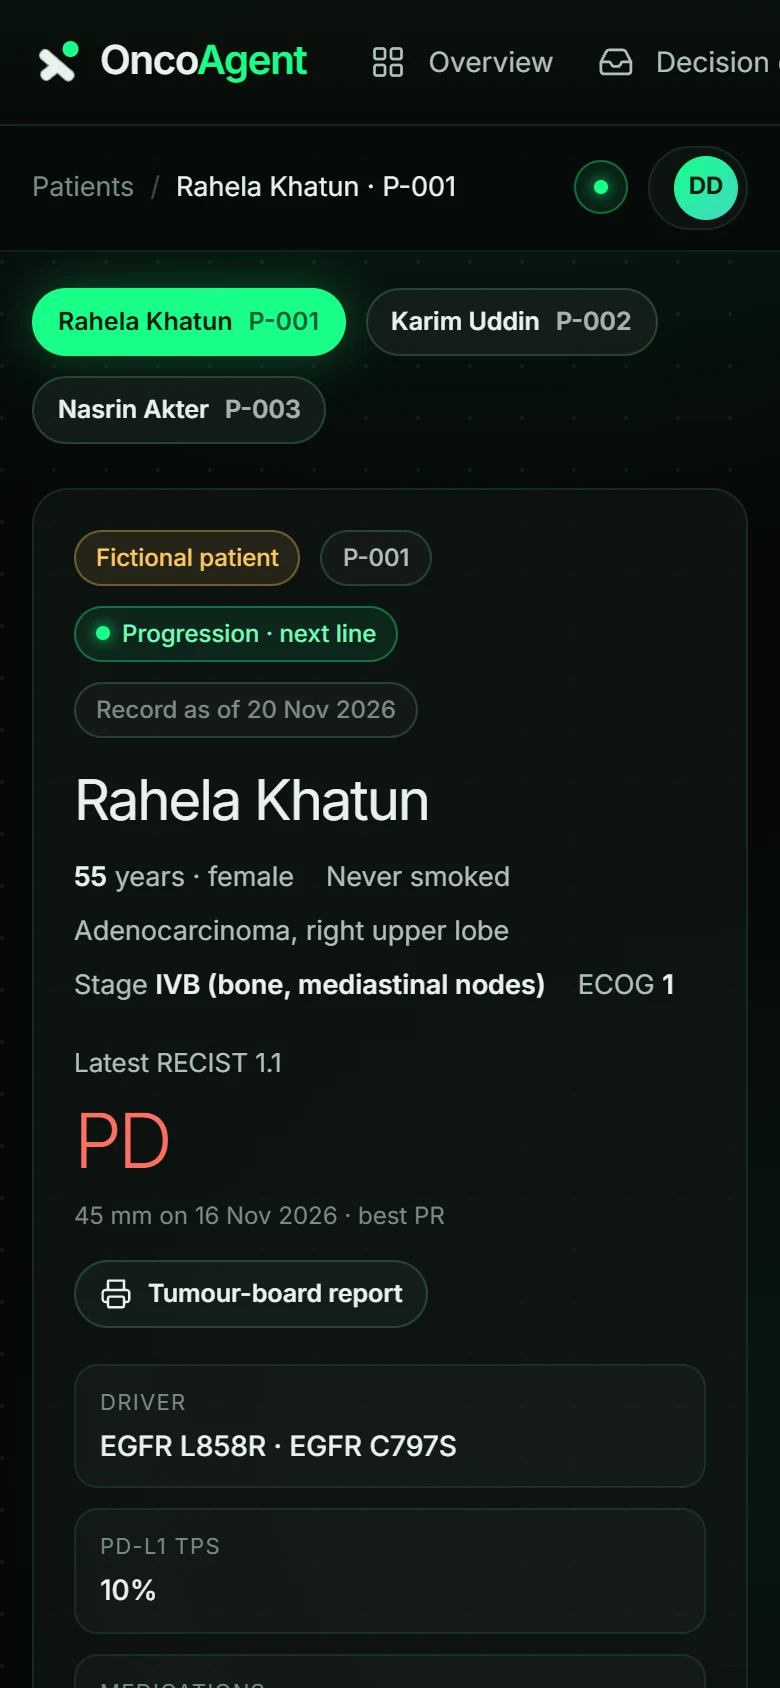 OncoAgent Overview Decision
Patients / Rahela Khatun · P-001 DD
Rahela Khatun P-001 Karim Uddin P-002
Nasrin Akter P-003
Fictional patient P-001
Progression · next line
Record as of 20 Nov 2026
Rahela Khatun
55 years · female Never smoked
Adenocarcinoma, right upper lobe
Stage IVB (bone, mediastinal nodes) ECOG 1
Latest RECIST 1.1
PD
45 mm on 16 Nov 2026 · best PR
Tumour-board report
DRIVER
EGFR L858R · EGFR C797S
PD-L1 TPS
10%